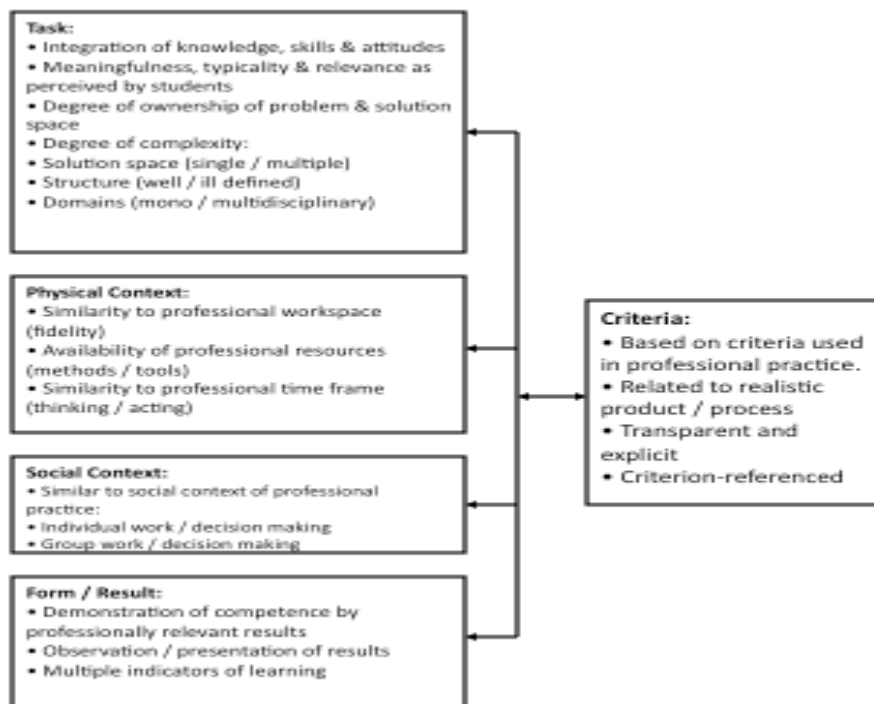 Task:
• Integration of knowledge, skills & attitudes
• Meaningfulness, typicality & relevance as
perceived by students
• Degree of ownership of problem & solution
space
• Degree of complexity:
• Solution space (single / multiple)
• Structure (well / ill defined)
• Domains (mono / multidisciplinary)
Physical Context:
• Similarity to professional workspace
(fidelity)
• Availability of professional resources
(methods / tools)
• Similarity to professional time frame
(thinking / acting)
Social Context:
• Similar to social context of professional
practice:
• Individual work / decision making
• Group work / decision making
Form / Result:
• Demonstration of competence by
professionally relevant results
• Observation / presentation of results
• Multiple indicators of learning
Criteria:
• Based on criteria used
in professional practice.
• Related to realistic
product / process
• Transparent and
explicit
• Criterion-referenced